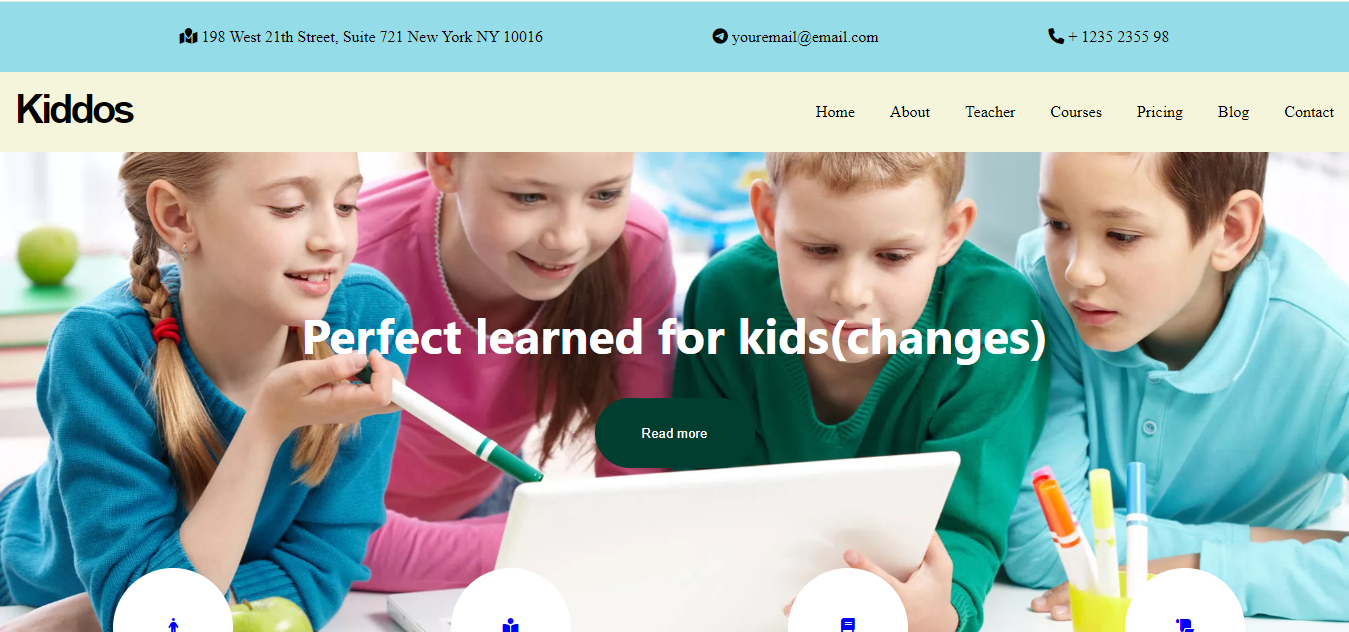 198 West 21th Street, Suite 721 New York NY 10016 youremail@email.com + 1235 2355 98
Kiddos Home About Teacher Courses Pricing Blog Contact
Perfect learned for kids(changes)
Read more